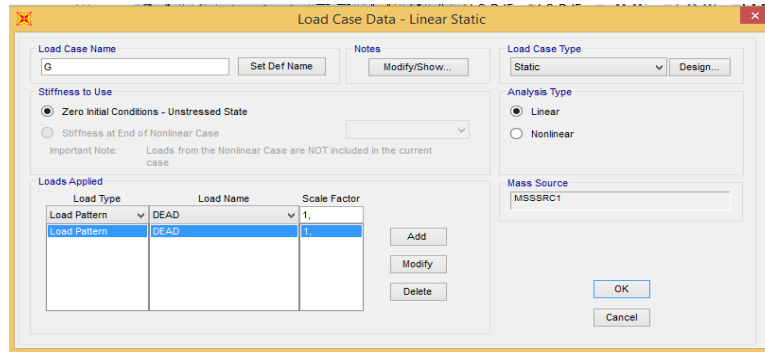 Load Case Data - Linear Static
Load Case Name
G
Set Def Name
Notes
Modify/Show...
Load Case Type
Static
Design...
Stiffness to Use
Zero Initial Conditions - Unstressed State
Stiffness at End of Nonlinear Case
Important Note: Loads from the Nonlinear Case are NOT included in the current
case
Analysis Type
Linear
Nonlinear
Loads Applied
Load Type Load Name Scale Factor
Load Pattern DEAD 1,
Load Pattern DEAD 1,
Add
Modify
Delete
Mass Source
MSSSRC1
OK
Cancel